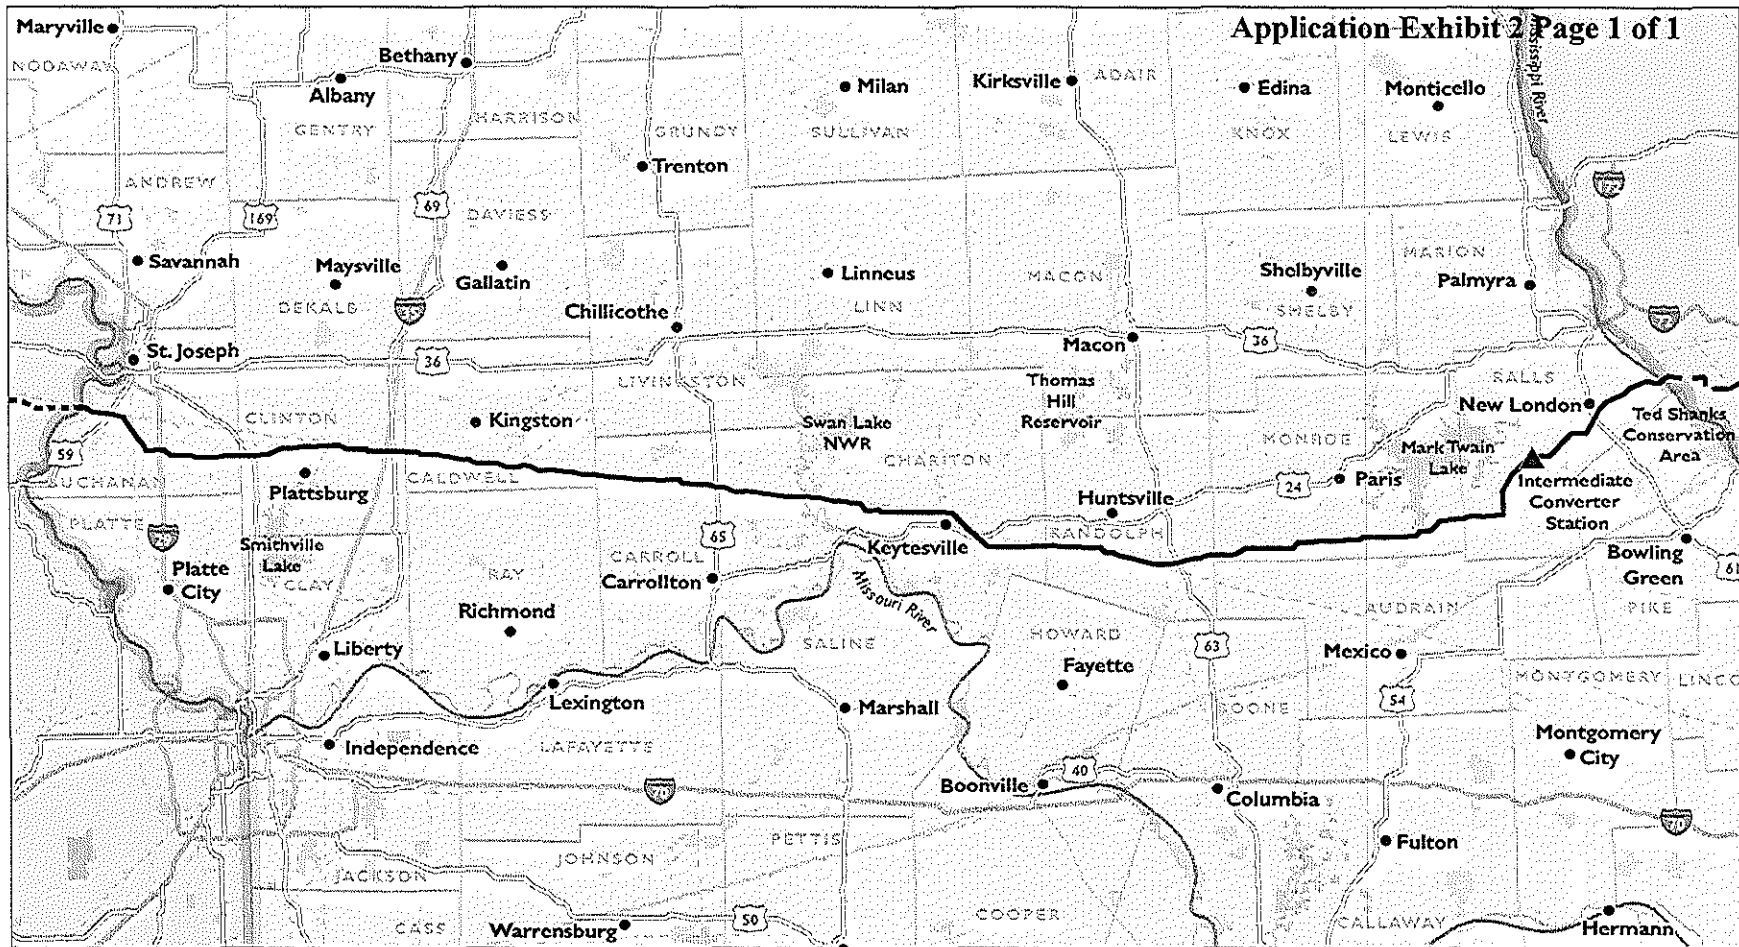 Application Exhibit 2 Page 1 of 1
Maryville
NODAWAY
Bethany
Albany
GENTRY
HARRISON
GRUNDY
Milan
SULLIVAN
Kirksville
ADAIR
Edina
KNOX
Monticello
LEWIS
Mississippi River
Trenton
ANDREW
71
169
69
DAVIESS
Savannah
Maysville
DEKALB
Gallatin
Chillicothe
Linneus
LINN
MACON
Shelbyville
SHELBY
MARION
Palmyra
St. Joseph
36
LIVINGSTON
Macon
36
Thomas
Hill
Reservoir
RALLS
New London
Ted Shanks
Conservation
Area
CLINTON
Kingston
Swan Lake
NWR
CHARITON
MONROE
Mark Twain
Lake
59
BUCHANAN
Plattsburg
CALDWELL
Huntsville
24
Paris
Intermediate
Converter
Station
PLATTE
Smithville
Lake
65
Keytesville
RANDOLPH
Bowling
Green
61
Platte
City
CLAY
RAY
CARROLL
Carrollton
Missouri River
AUDRAIN
PIKE
Richmond
Liberty
SALINE
HOWARD
Fayette
63
Mexico
MONTGOMERY
LINCO
Lexington
Marshall
BOONE
54
Montgomery
City
Independence
LAFAYETTE
Boonville
40
Columbia
JOHNSON
PETTIS
Fulton
JACKSON
CASS
Warrensburg
50
COOPER
CALLAWAY
Hermann